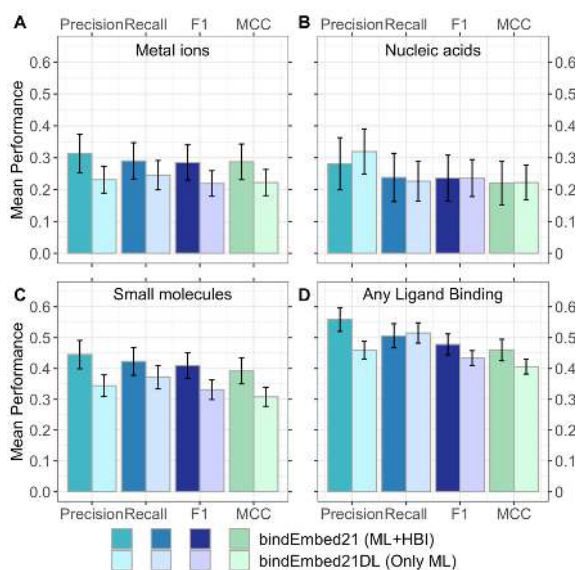 A Precision Recall F1 MCC
B Precision Recall F1 MCC
Metal ions
Nucleic acids
Mean Performance
0.6
0.5
0.4
0.3
0.2
0.1
0.0
0.6
0.5
0.4
0.3
0.2
0.1
0.0
C Small molecules
D Any Ligand Binding
Mean Performance
0.6
0.5
0.4
0.3
0.2
0.1
0.0
0.6
0.5
0.4
0.3
0.2
0.1
0.0
Precision Recall F1 MCC
Precision Recall F1 MCC
bindEmbed21 (ML+HBI)
bindEmbed21DL (Only ML)